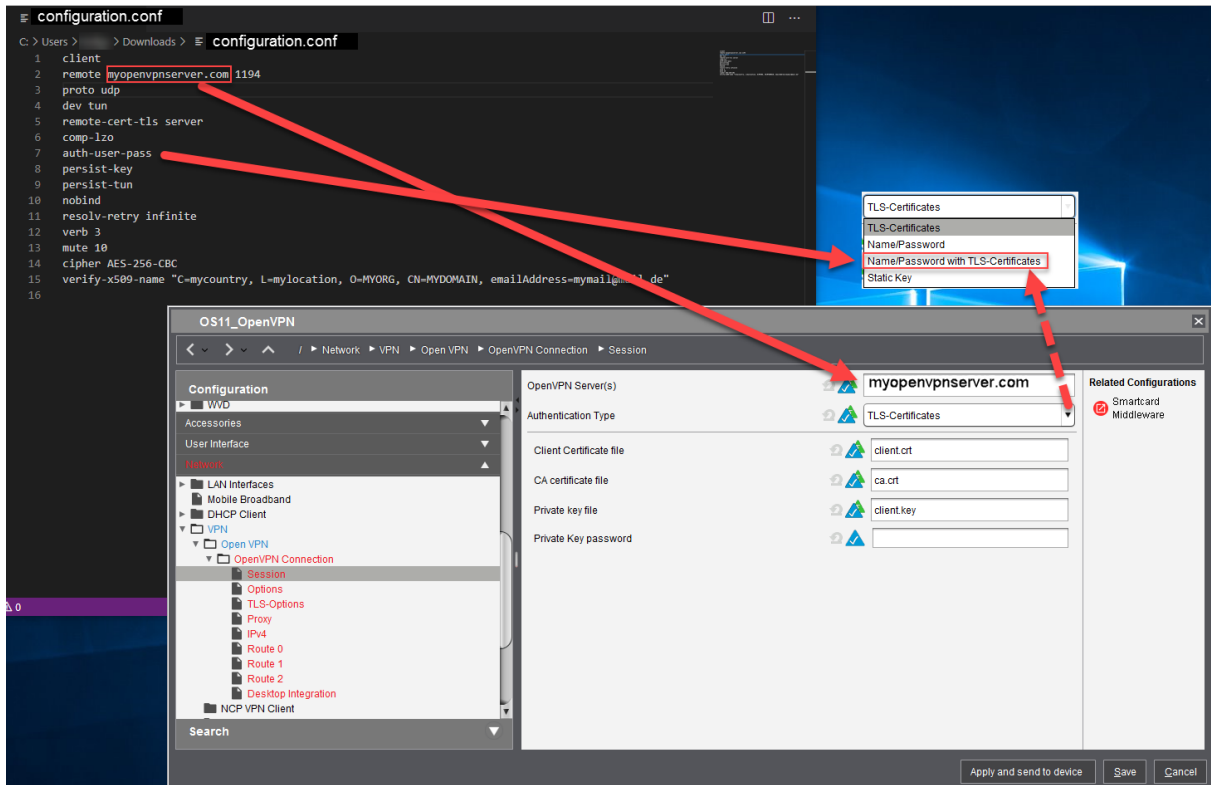 configuration.conf
C: > Users > > Downloads > configuration.conf
1 client
2 remote myopenvpnserver.com 1194
3 proto udp
4 dev tun
5 remote-cert-tls server
6 comp-lzo
7 auth-user-pass
8 persist-key
9 persist-tun
10 nobind
11 resolv-retry infinite
12 verb 3
13 mute 10
14 cipher AES-256-CBC
15 verify-x509-name "C=mycountry, L=mylocation, O=MYORG, CN=MYDOMAIN, emailAddress=mymail@ .de"
16
TLS-Certificates
TLS-Certificates
Name/Password
Name/Password with TLS-Certificates
Static Key
0
OS11_OpenVPN
/ Network VPN Open VPN OpenVPN Connection Session
Configuration
WVD
Accessories
User Interface
Network
LAN Interfaces
Mobile Broadband
DHCP Client
VPN
Open VPN
OpenVPN Connection
Session
Options
TLS-Options
Proxy
IPv4
Route 0
Route 1
Route 2
Desktop Integration
NCP VPN Client
Search
OpenVPN Server(s) myopenvpnserver.com
Authentication Type TLS-Certificates
Client Certificate file client.crt
CA certificate file ca.crt
Private key file client.key
Private Key password
Related Configurations
Smartcard
Middleware
Apply and send to device Save Cancel